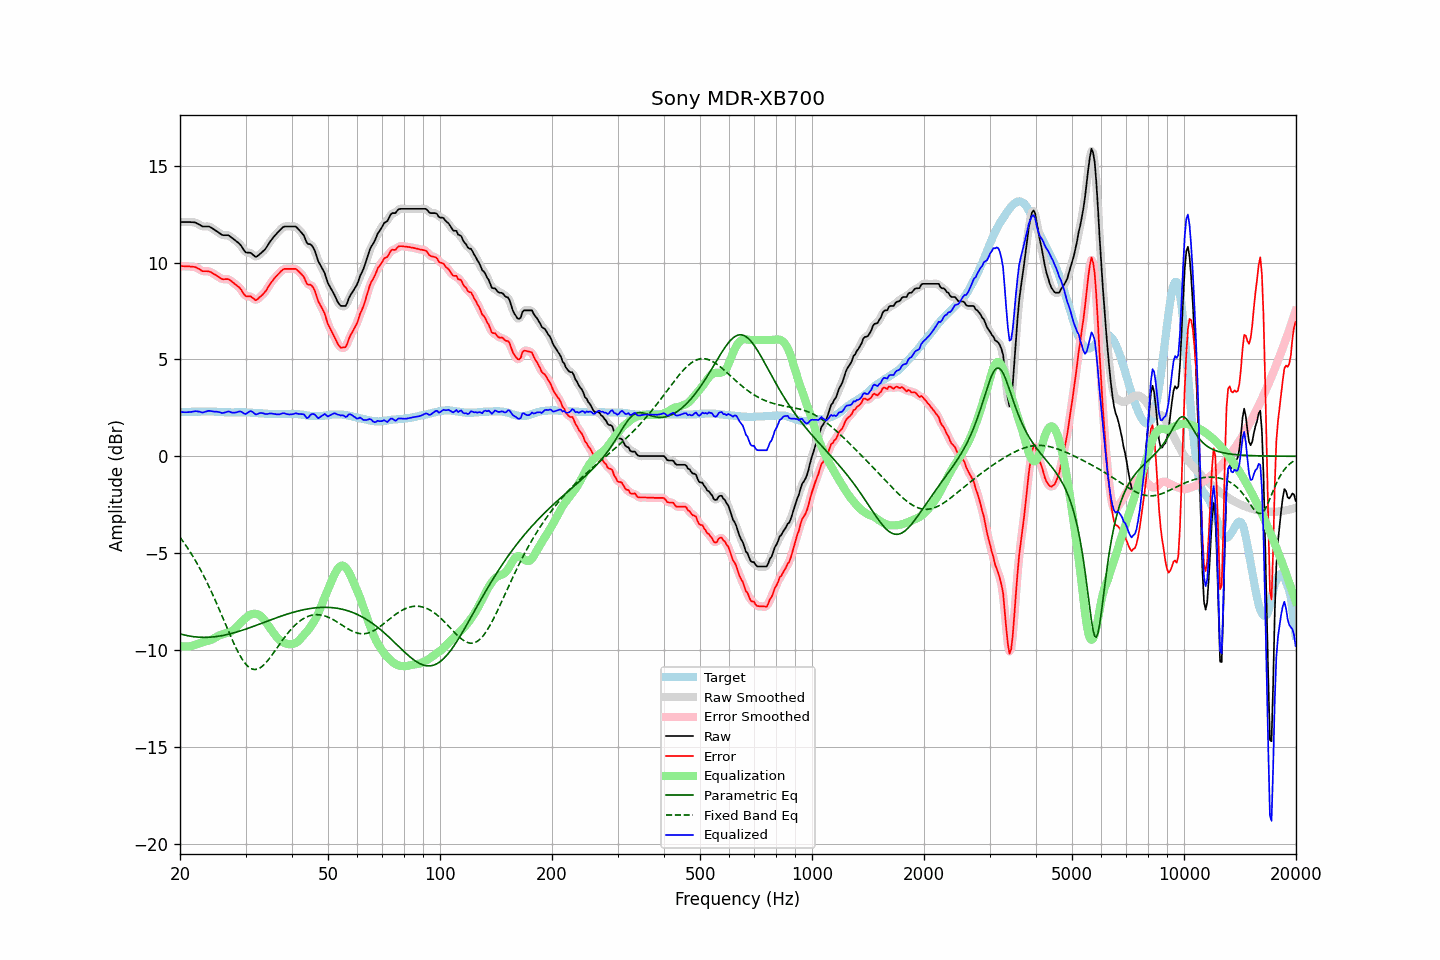 Sony MDR-XB700
Amplitude (dBr)
15
10
5
0
−5
−10
−15
−20
20
50
100
200
500
1000
2000
5000
10000
20000
Frequency (Hz)
Target
Raw Smoothed
Error Smoothed
Raw
Error
Equalization
Parametric Eq
Fixed Band Eq
Equalized